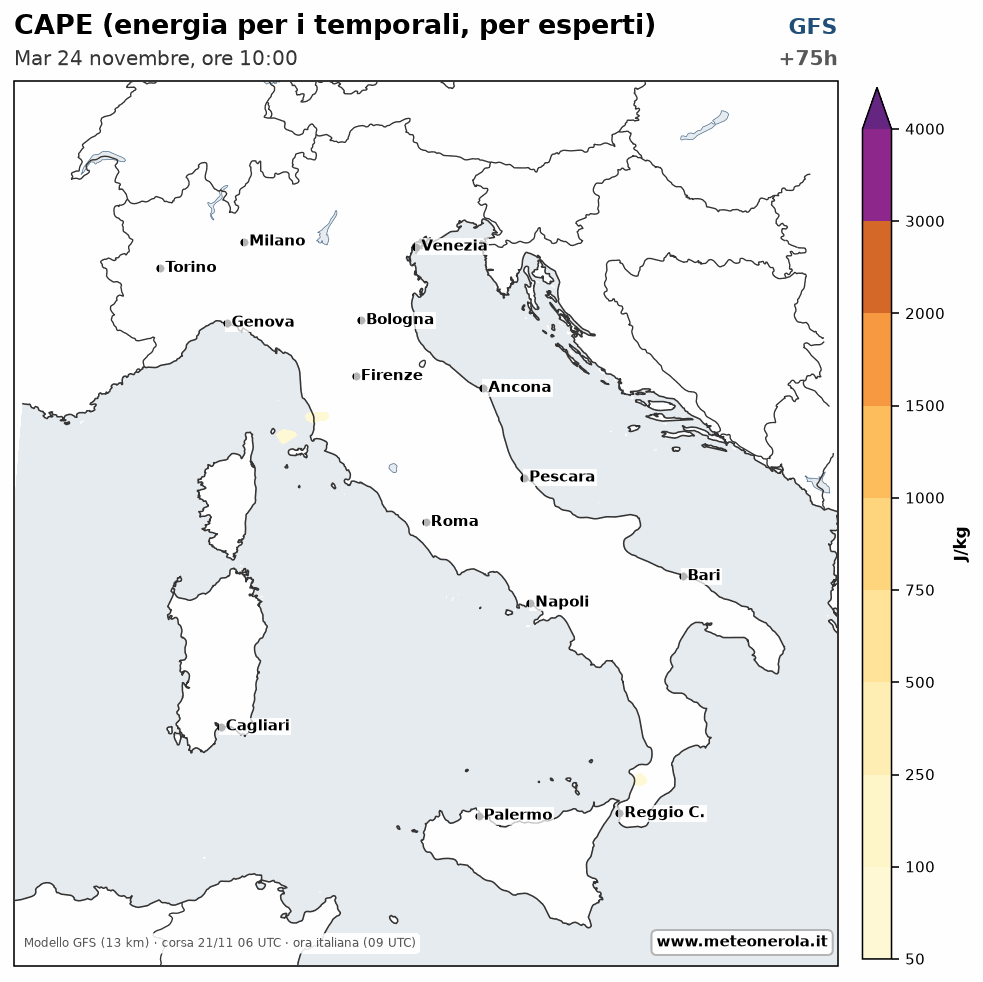 CAPE (energia per i temporali, per esperti)
GFS
Mar 24 novembre, ore 10:00
+75h
4000
3000
2000
1500
1000
750
500
250
100
50
J/kg
Milano
Venezia
Torino
Genova
Bologna
Firenze
Ancona
Pescara
Roma
Bari
Napoli
Cagliari
Palermo
Reggio C.
Modello GFS (13 km) · corsa 21/11 06 UTC · ora italiana (09 UTC)
www.meteonerola.it